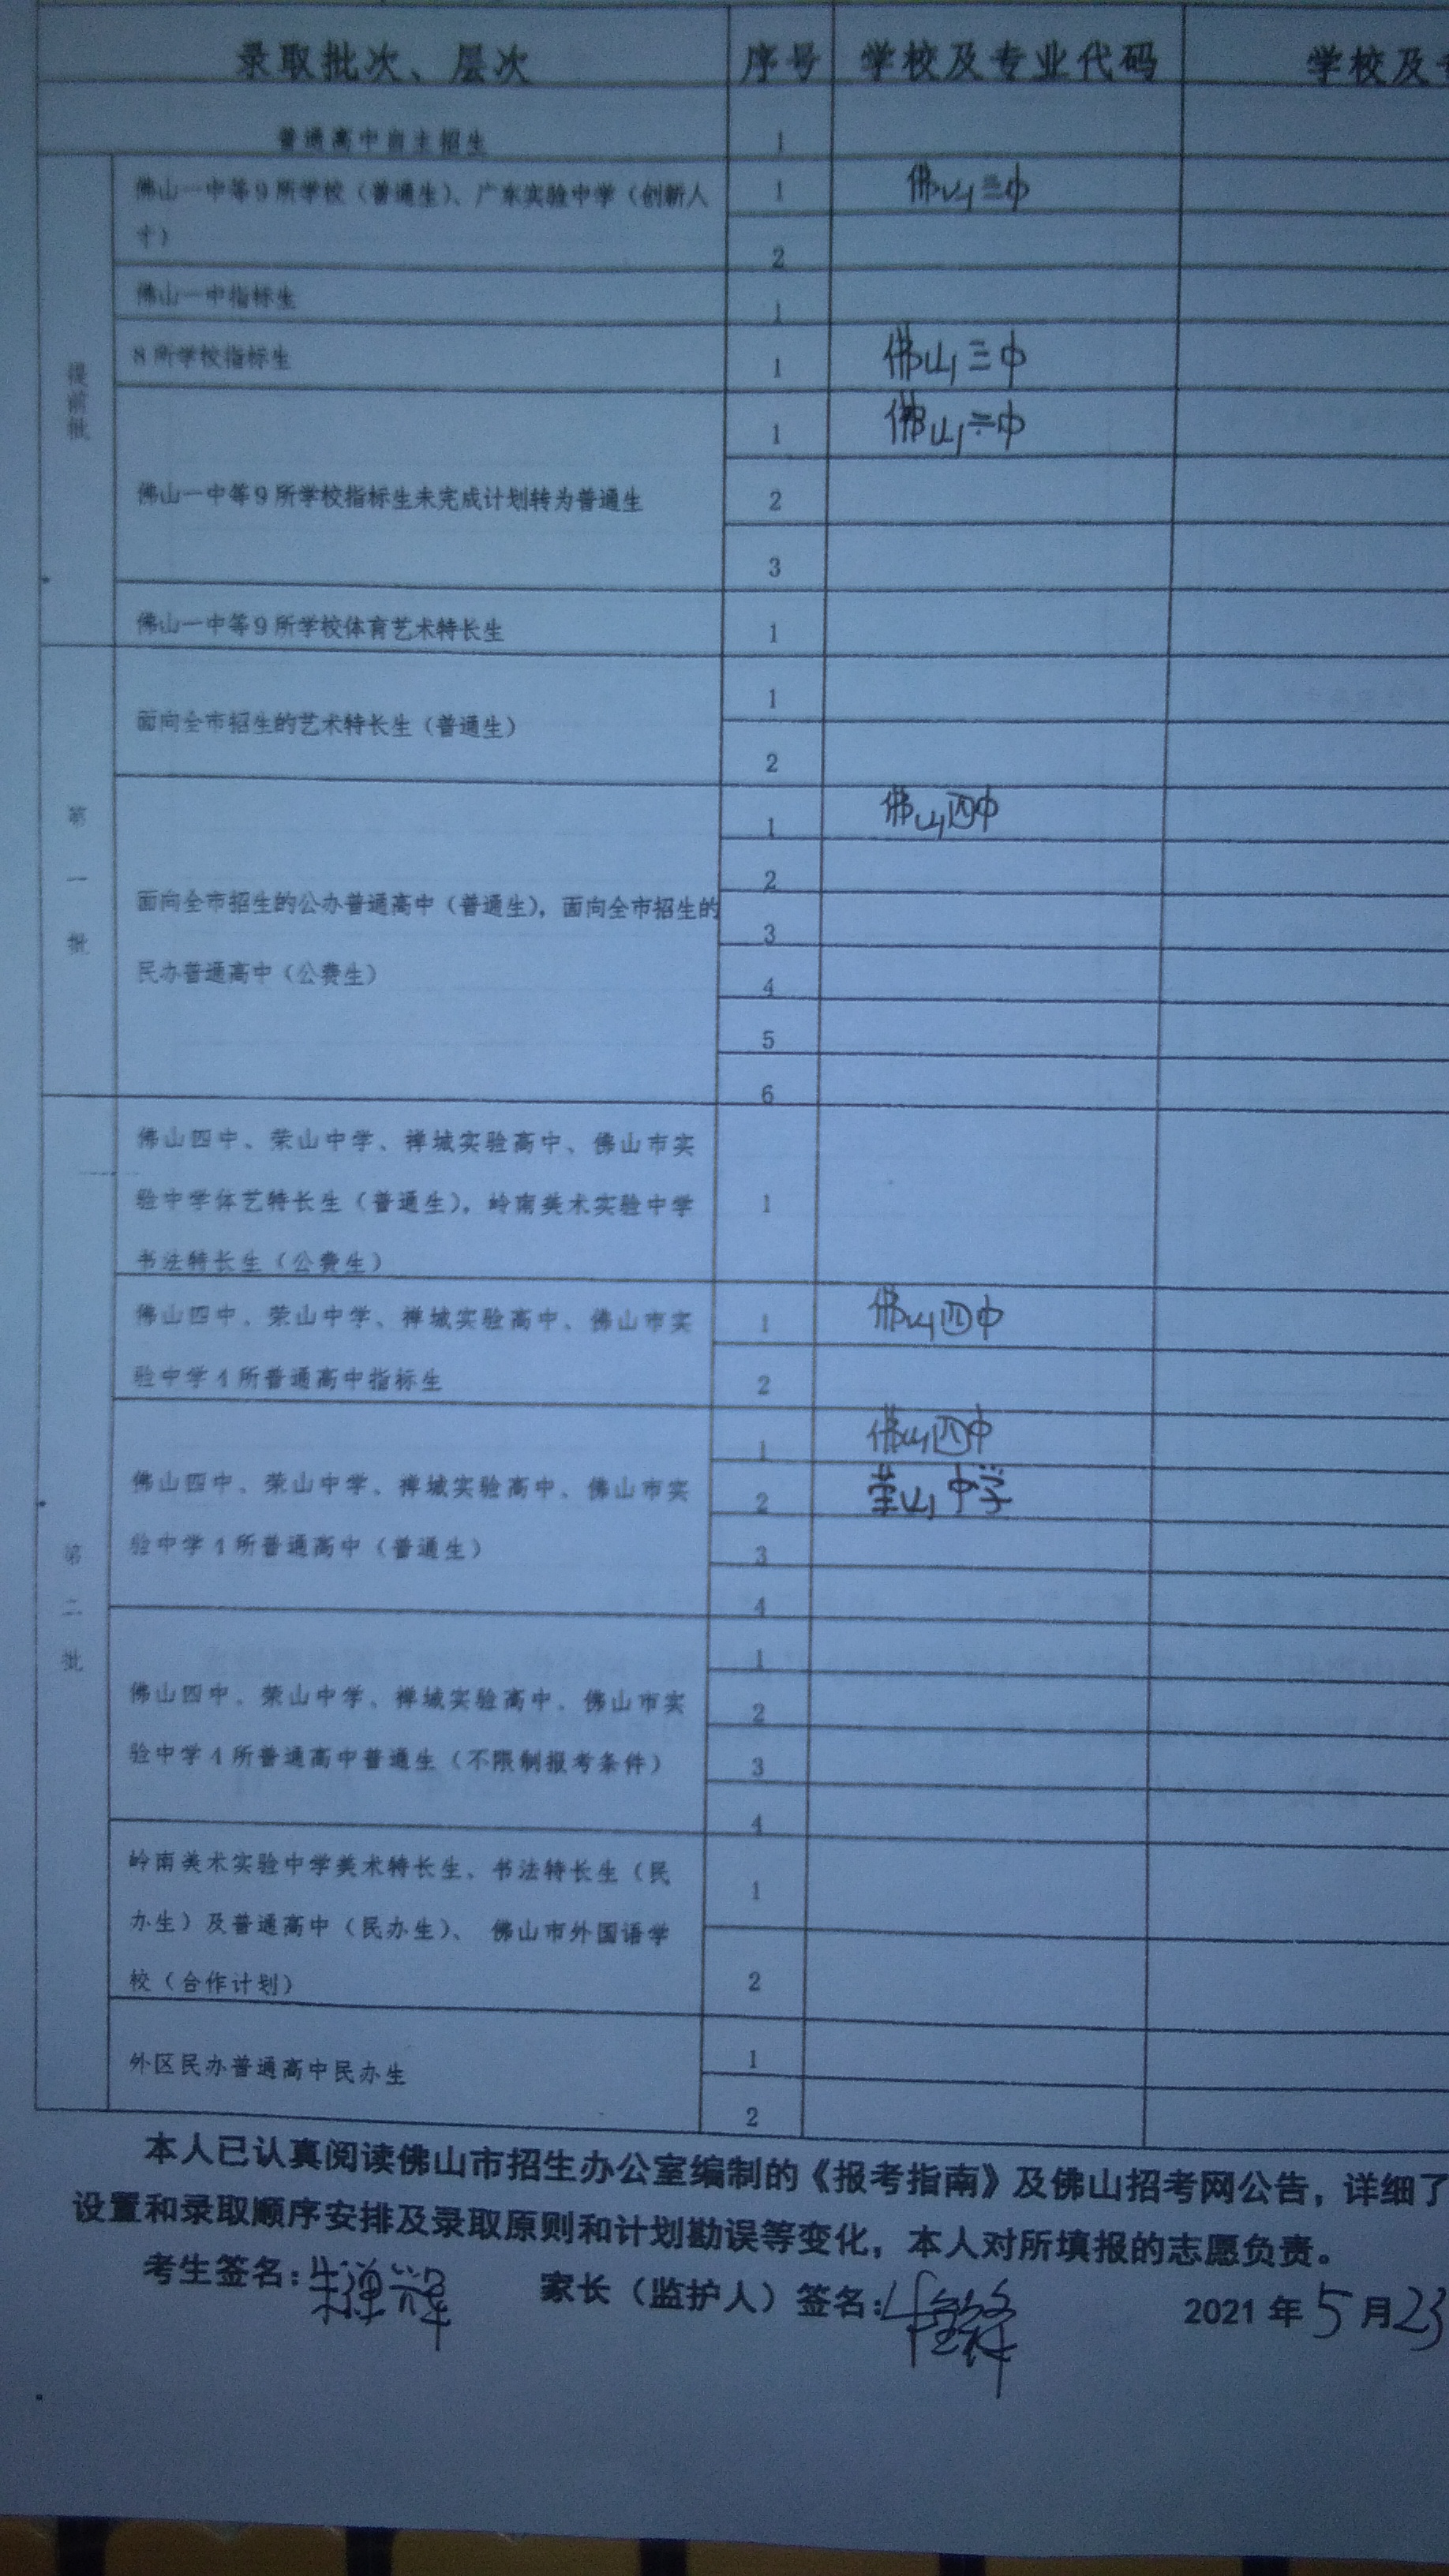 录取批次、层次 序号 学校及专业代码 学校及
普通高中自主招生 1
提前批
佛山一中等9所学校（普通生）、广东实验中学（创新人
才）
1 佛山三中
2
佛山一中指标生 1
8所学校指标生 1 佛山三中
佛山一中等9所学校指标生未完成计划转为普通生
1 佛山三中
2
3
佛山一中等9所学校体育艺术特长生 1
第一批
面向全市招生的艺术特长生（普通生）
1
2
面向全市招生的公办普通高中（普通生），面向全市招生的
民办普通高中（公费生）
1 佛山四中
2
3
4
5
6
第二批
佛山四中、荣山中学、禅城实验高中、佛山市实
验中学体艺特长生（普通生），岭南美术实验中学
书法特长生（公费生）
1
佛山四中、荣山中学、禅城实验高中、佛山市实
验中学4所普通高中指标生
1 佛山四中
2
佛山四中、荣山中学、禅城实验高中、佛山市实
验中学4所普通高中（普通生）
1 佛山四中
2 荣山中学
3
4
佛山四中、荣山中学、禅城实验高中、佛山市实
验中学4所普通高中普通生（不限制报考条件）
1
2
3
4
岭南美术实验中学美术特长生、书法特长生（民
办生）及普通高中（民办生）、 佛山市外国语学
校（合作计划）
1
2
外区民办普通高中民办生
1
2
本人已认真阅读佛山市招生办公室编制的《报考指南》及佛山招考网公告，详细了
设置和录取顺序安排及录取原则和计划勘误等变化，本人对所填报的志愿负责。
考生签名： 家长（监护人）签名： 2021 年 5 月 23